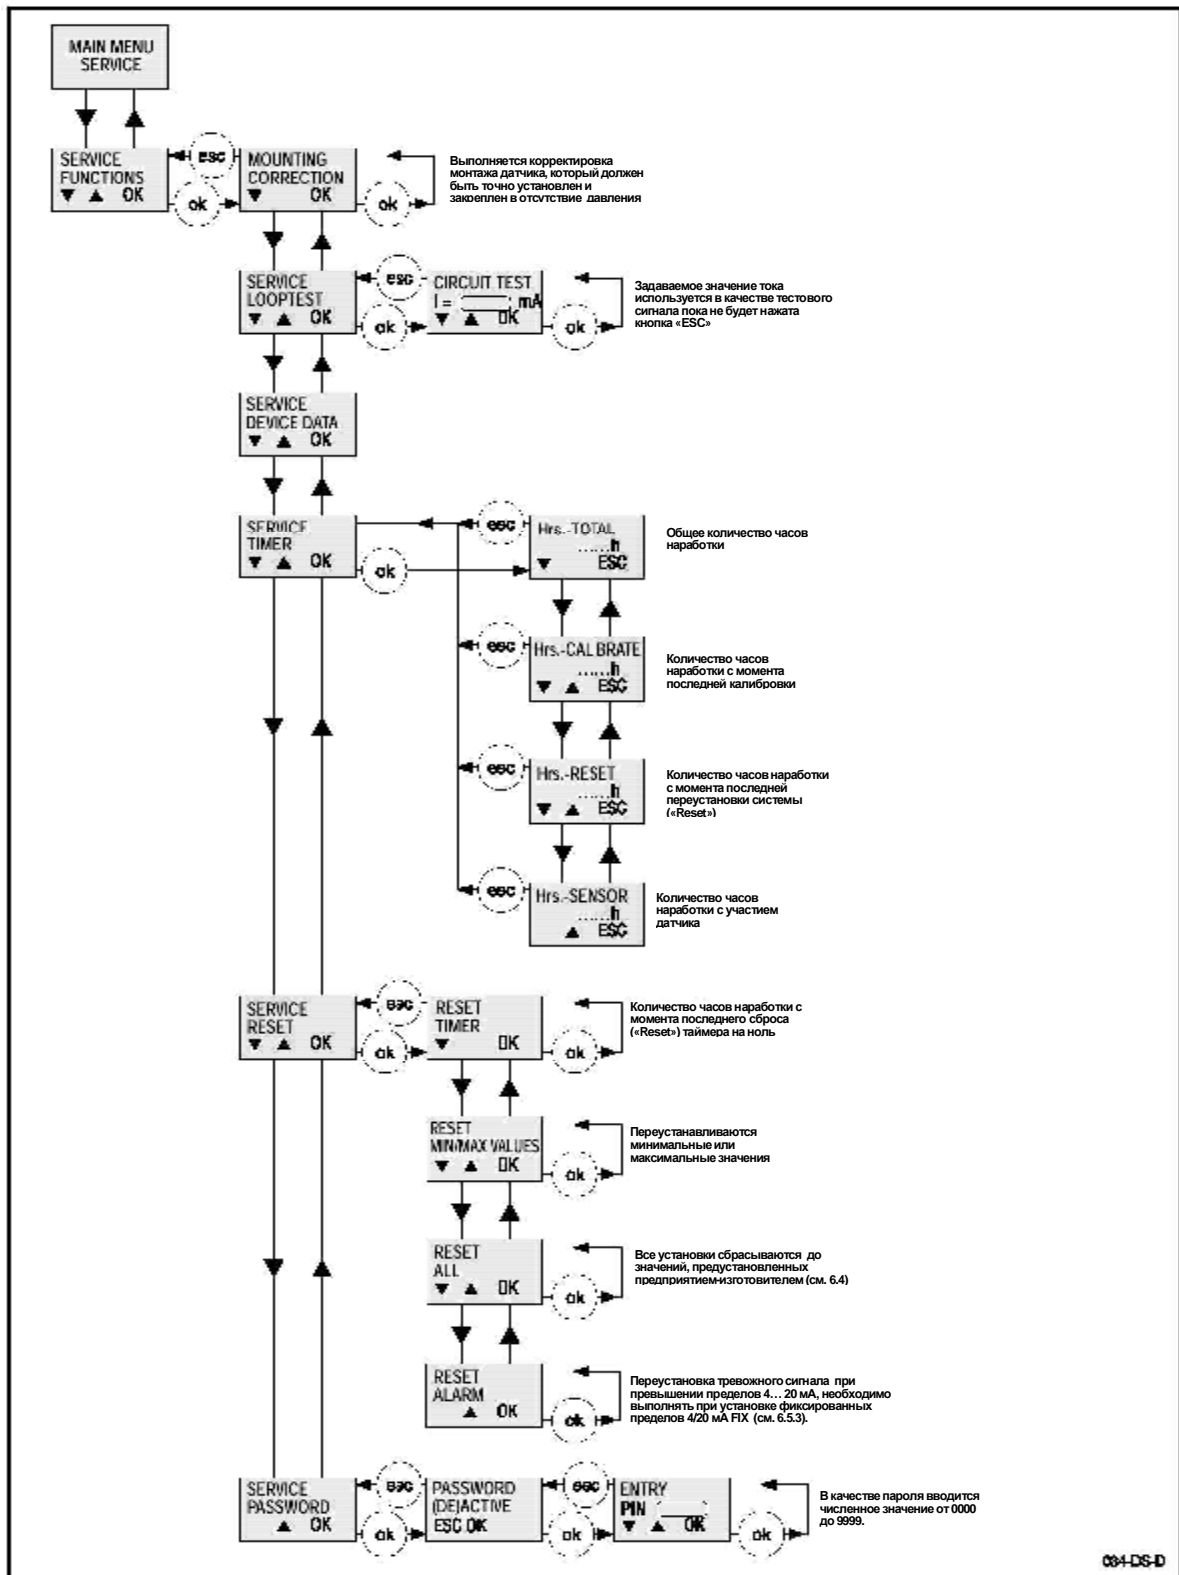 MAIN MENU
SERVICE
SERVICE
FUNCTIONS
▼ ▲ OK
esc
ok
MOUNTING
CORRECTION
▼ OK
ok
Выполняется корректировка
монтажа датчика, который должен
быть точно установлен и
закреплен в отсутствие давления
SERVICE
LOOPTEST
▼ ▲ OK
esc
ok
CIRCUIT TEST
I = mA
▼ ▲ OK
ok
Задаваемое значение тока
используется в качестве тестового
сигнала пока не будет нажата
кнопка «ESC»
SERVICE
DEVICE DATA
▼ ▲ OK
SERVICE
TIMER
▼ ▲ OK
ok
esc
Hrs.-TOTAL
......h
▼ ESC
Общее количество часов
наработки
esc
Hrs.-CALIBRATE
......h
▼ ▲ ESC
Количество часов
наработки с момента
последней калибровки
esc
Hrs.-RESET
......h
▼ ▲ ESC
Количество часов наработки
с момента последней
переустановки системы
(«Reset»)
esc
Hrs.-SENSOR
......h
▲ ESC
Количество часов
наработки с участием
датчика
SERVICE
RESET
▼ ▲ OK
esc
ok
RESET
TIMER
▼ OK
ok
Количество часов наработки с
момента последнего сброса
(«Reset») таймера на ноль
RESET
MIN/MAX VALUES
▼ ▲ OK
ok
Переустанавливаются
минимальные или
максимальные значения
RESET
ALL
▼ ▲ OK
ok
Все установки сбрасываются до
значений, предустановленных
предприятием-изготовителем (см. 6.4)
RESET
ALARM
▲ OK
ok
Переустановка тревожного сигнала при
превышении пределов 4… 20 мА, необходимо
выполнять при установке фиксированных
пределов 4/20 мА FIX (см. 6.5.3).
SERVICE
PASSWORD
▲ OK
esc
ok
PASSWORD
(DE)ACTIVE
ESC OK
esc
ok
ENTRY
PIN
▼ ▲ OK
ok
В качестве пароля вводится
численное значение от 0000
до 9999.
034-DS-D